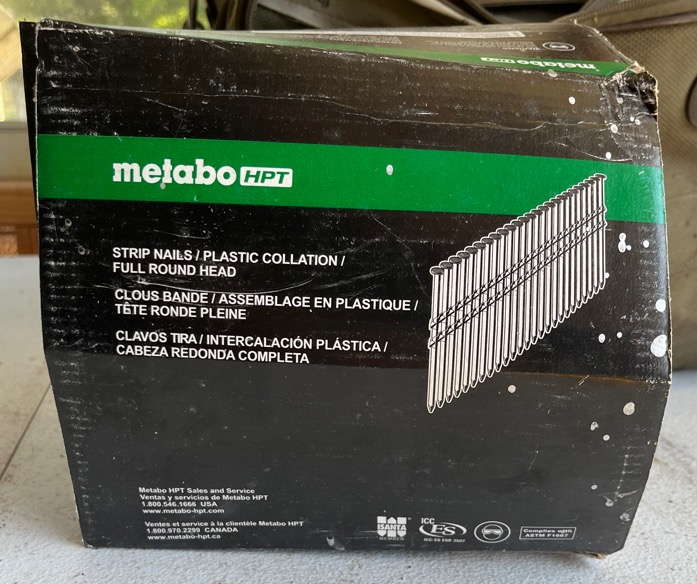 metabo HPT
metabo HPT
STRIP NAILS / PLASTIC COLLATION /
FULL ROUND HEAD
CLOUS BANDE / ASSEMBLAGE EN PLASTIQUE /
TÊTE RONDE PLEINE
CLAVOS TIRA / INTERCALACIÓN PLÁSTICA /
CABEZA REDONDA COMPLETA
Metabo HPT Sales and Service
Ventas y servicios de Metabo HPT
1.800.546.1666 USA
www.metabo-hpt.com
Ventes et service à la clientèle Metabo HPT
1.800.970.2299 CANADA
www.metabo-hpt.ca
ISANTA
MEMBER
ICC
ES
Complies with
ASTM F1667